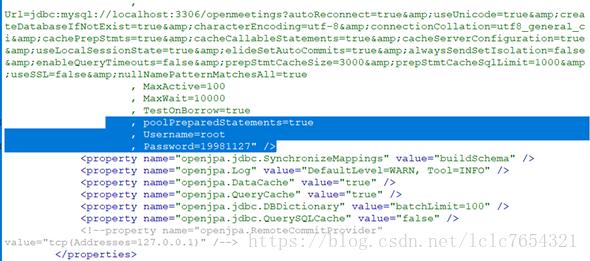 ,
Url=jdbc:mysql://localhost:3306/openmeetings?autoReconnect=true&amp;useUnicode=true&amp;crea
teDatabaseIfNotExist=true&amp;characterEncoding=utf-8&amp;connectionCollation=utf8_general_c
i&amp;cachePrepStmts=true&amp;cacheCallableStatements=true&amp;cacheServerConfiguration=true
&amp;useLocalSessionState=true&amp;elideSetAutoCommits=true&amp;alwaysSendSetIsolation=false
&amp;enableQueryTimeouts=false&amp;prepStmtCacheSize=3000&amp;prepStmtCacheSqlLimit=1000&amp
;useSSL=false&amp;nullNamePatternMatchesAll=true
, MaxActive=100
, MaxWait=10000
, TestOnBorrow=true
, poolPreparedStatements=true
, Username=root
, Password=19981127" />
<property name="openjpa.jdbc.SynchronizeMappings" value="buildSchema" />
<property name="openjpa.Log" value="DefaultLevel=WARN, Tool=INFO" />
<property name="openjpa.DataCache" value="true" />
<property name="openjpa.QueryCache" value="true" />
<property name="openjpa.jdbc.DBDictionary" value="batchLimit=100" />
<property name="openjpa.jdbc.QuerySQLCache" value="false" />
<!--property name="openjpa.RemoteCommitProvider"
value="tcp(Addresses=127.0.0.1)" /-->
</properties>
https://blog.csdn.net/lclc7654321